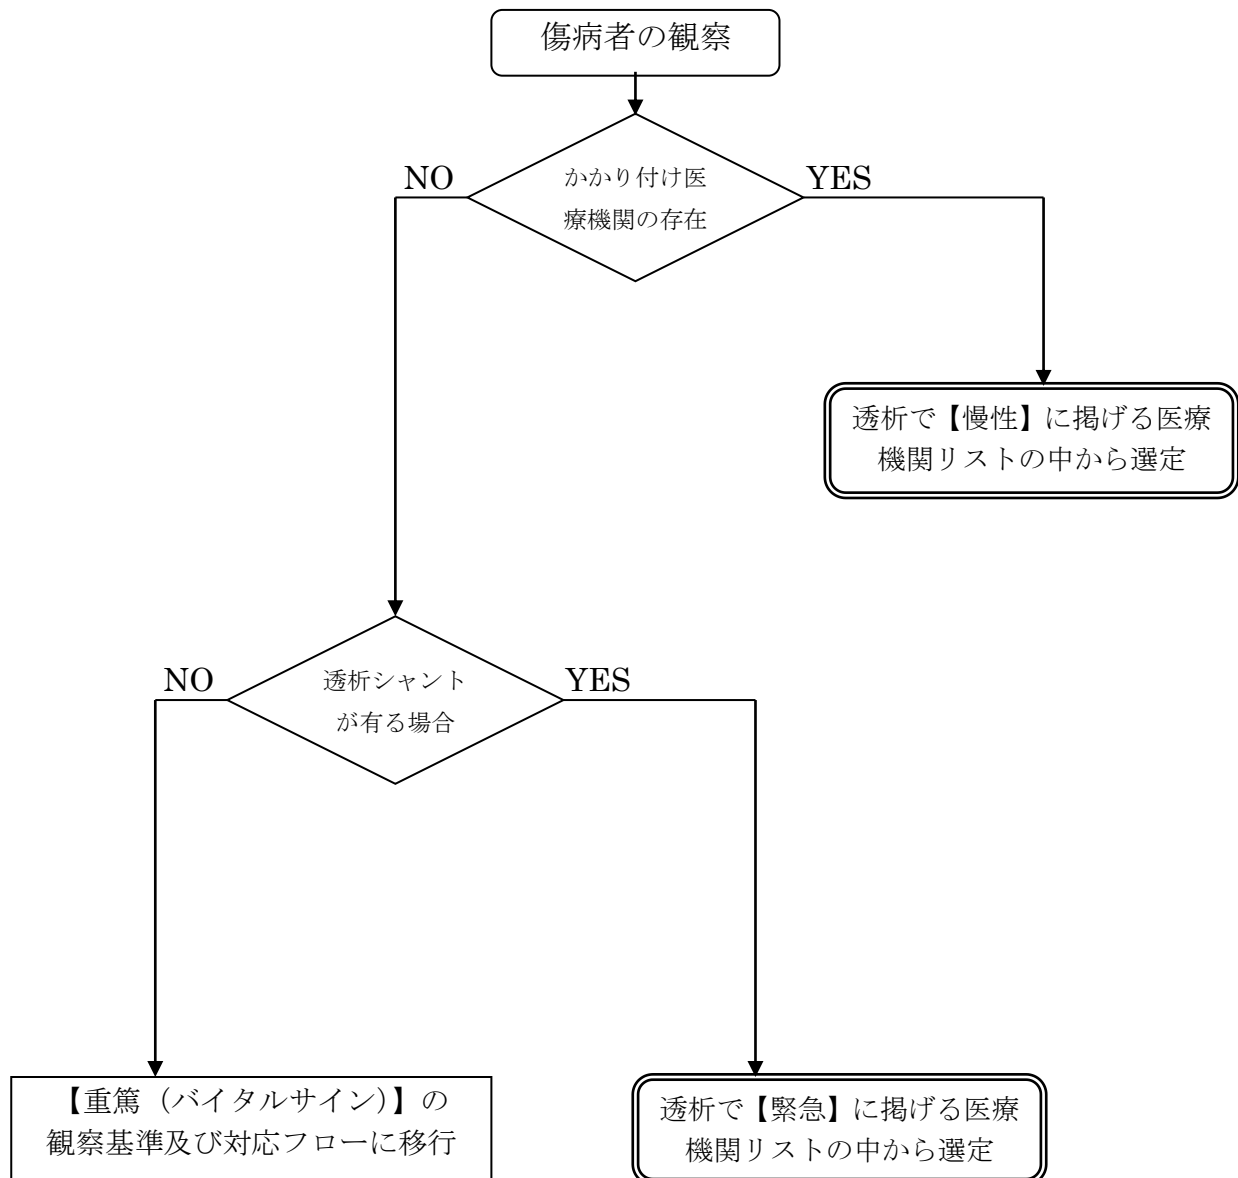 傷病者の観察
NO
かかり付け医
療機関の存在
YES
透析で【慢性】に掲げる医療
機関リストの中から選定
NO
透析シャント
が有る場合
YES
【重篤（バイタルサイン）】の
観察基準及び対応フローに移行
透析で【緊急】に掲げる医療
機関リストの中から選定